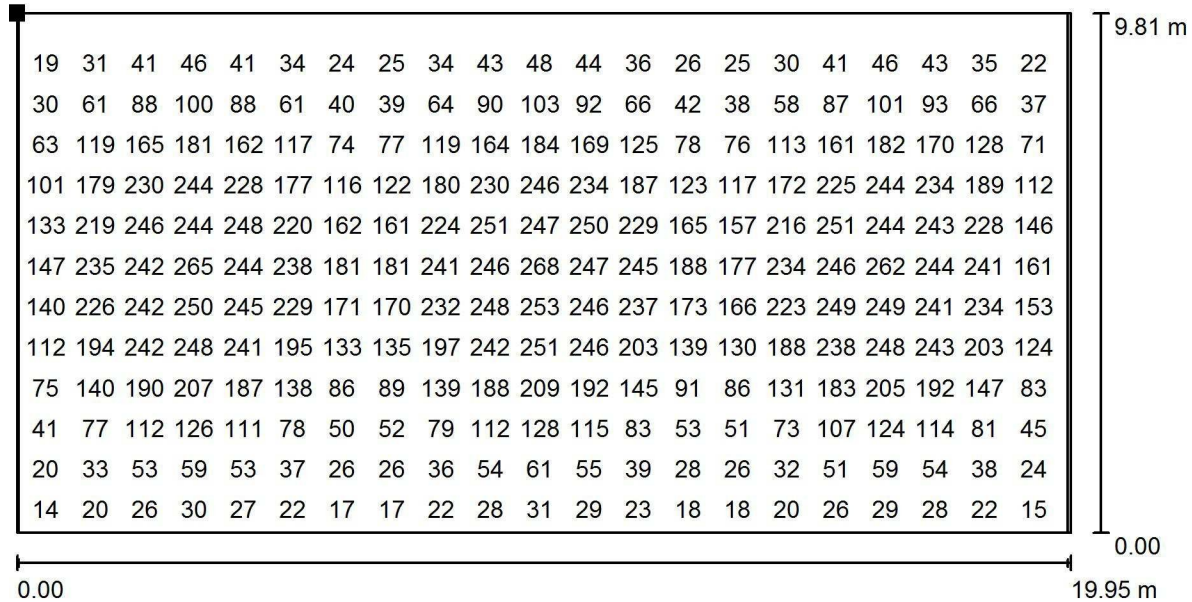 9.81 m
19 31 41 46 41 34 24 25 34 43 48 44 36 26 25 30 41 46 43 35 22
30 61 88 100 88 61 40 39 64 90 103 92 66 42 38 58 87 101 93 66 37
63 119 165 181 162 117 74 77 119 164 184 169 125 78 76 113 161 182 170 128 71
101 179 230 244 228 177 116 122 180 230 246 234 187 123 117 172 225 244 234 189 112
133 219 246 244 248 220 162 161 224 251 247 250 229 165 157 216 251 244 243 228 146
147 235 242 265 244 238 181 181 241 246 268 247 245 188 177 234 246 262 244 241 161
140 226 242 250 245 229 171 170 232 248 253 246 237 173 166 223 249 249 241 234 153
112 194 242 248 241 195 133 135 197 242 251 246 203 139 130 188 238 248 243 203 124
75 140 190 207 187 138 86 89 139 188 209 192 145 91 86 131 183 205 192 147 83
41 77 112 126 111 78 50 52 79 112 128 115 83 53 51 73 107 124 114 81 45
20 33 53 59 53 37 26 26 36 54 61 55 39 28 26 32 51 59 54 38 24
14 20 26 30 27 22 17 17 22 28 31 29 23 18 18 20 26 29 28 22 15
0.00
0.00 19.95 m